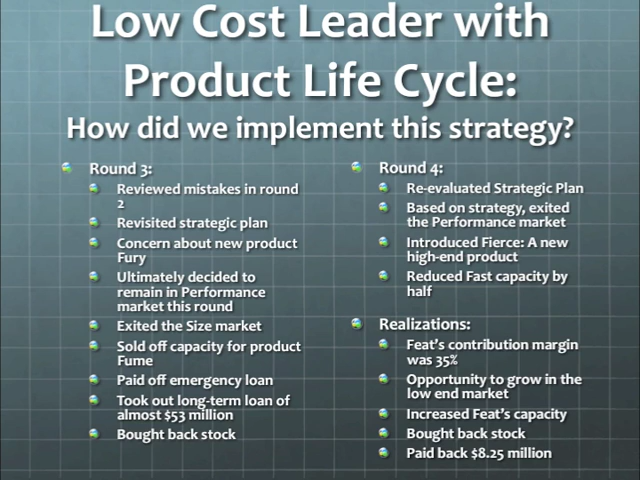 Low Cost Leader with
Product Life Cycle:
How did we implement this strategy?
Round 3:
Reviewed mistakes in round
2
Revisited strategic plan
Concern about new product
Fury
Ultimately decided to
remain in Performance
market this round
Exited the Size market
Sold off capacity for product
Fume
Paid off emergency loan
Took out long-term loan of
almost $53 million
Bought back stock
Round 4:
Re-evaluated Strategic Plan
Based on strategy, exited
the Performance market
Introduced Fierce: A new
high-end product
Reduced Fast capacity by
half
Realizations:
Feat's contribution margin
was 35%
Opportunity to grow in the
low end market
Increased Feat's capacity
Bought back stock
Paid back $8.25 million